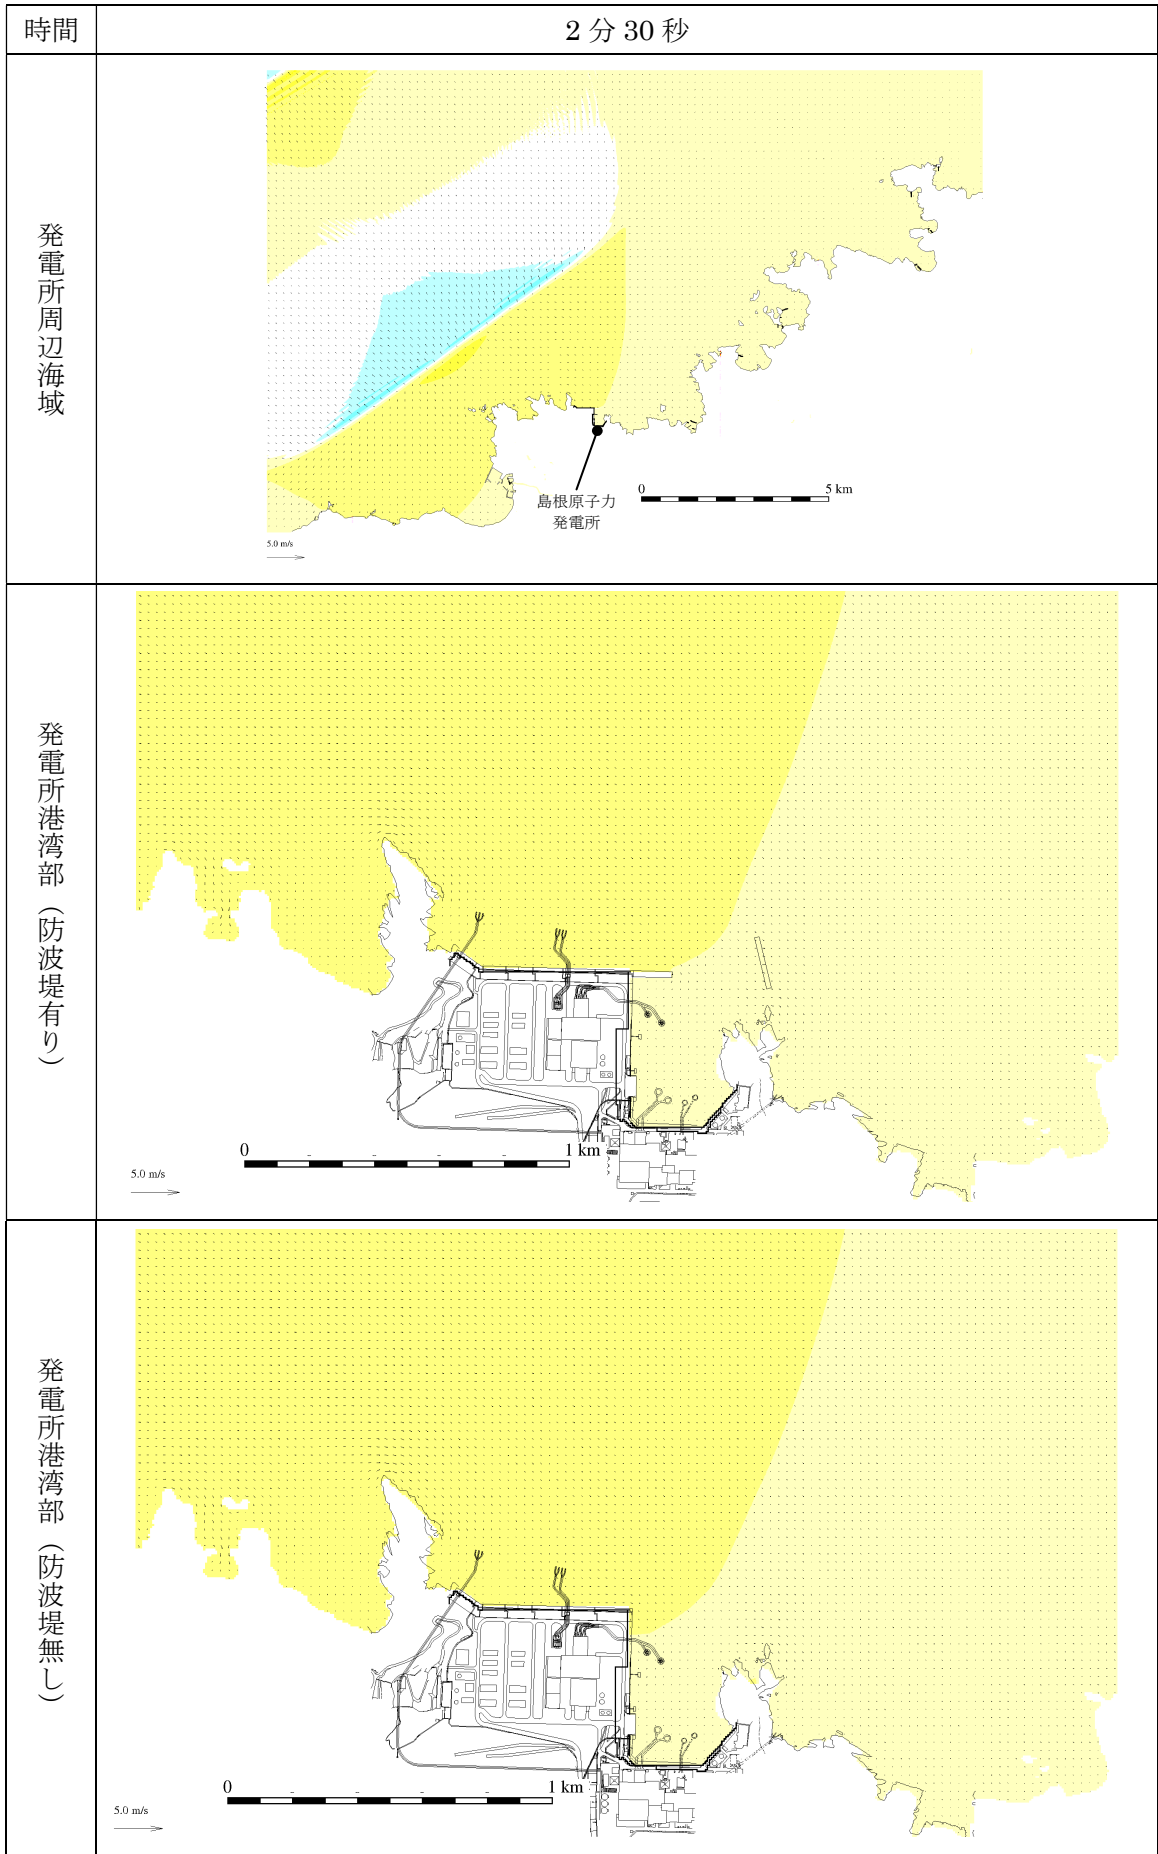 時間
2 分 30 秒
発電所周辺海域
島根原子力
発電所
0 5 km
5.0 m/s
発電所港湾部（防波堤有り）
0 1 km
5.0 m/s
発電所港湾部（防波堤無し）
0 1 km
5.0 m/s